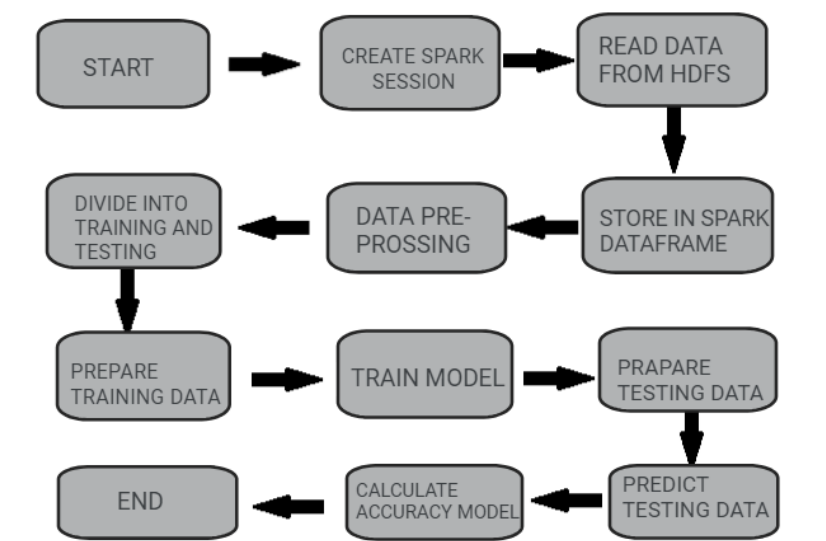 START
CREATE SPARK
SESSION
READ DATA
FROM HDFS
STORE IN SPARK
DATAFRAME
DATA PRE-
PROSSING
DIVIDE INTO
TRAINING AND
TESTING
PREPARE
TRAINING DATA
TRAIN MODEL
PRAPARE
TESTING DATA
PREDICT
TESTING DATA
CALCULATE
ACCURACY MODEL
END